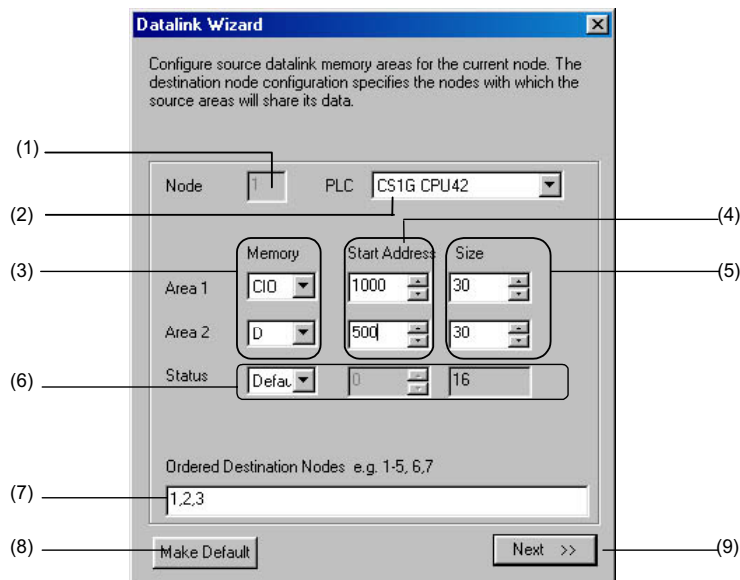 Datalink Wizard
Configure source datalink memory areas for the current node. The
destination node configuration specifies the nodes with which the
source areas will share its data.
(1)
Node 1 PLC CS1G CPU42
(2)
(4)
Memory Start Address Size
(3)
(5)
Area 1 CIO 1000 30
Area 2 D 500 30
(6)
Status Defau 0 16
Ordered Destination Nodes e.g. 1-5, 6,7
(7)
1,2,3
(8)
Make Default Next >>
(9)